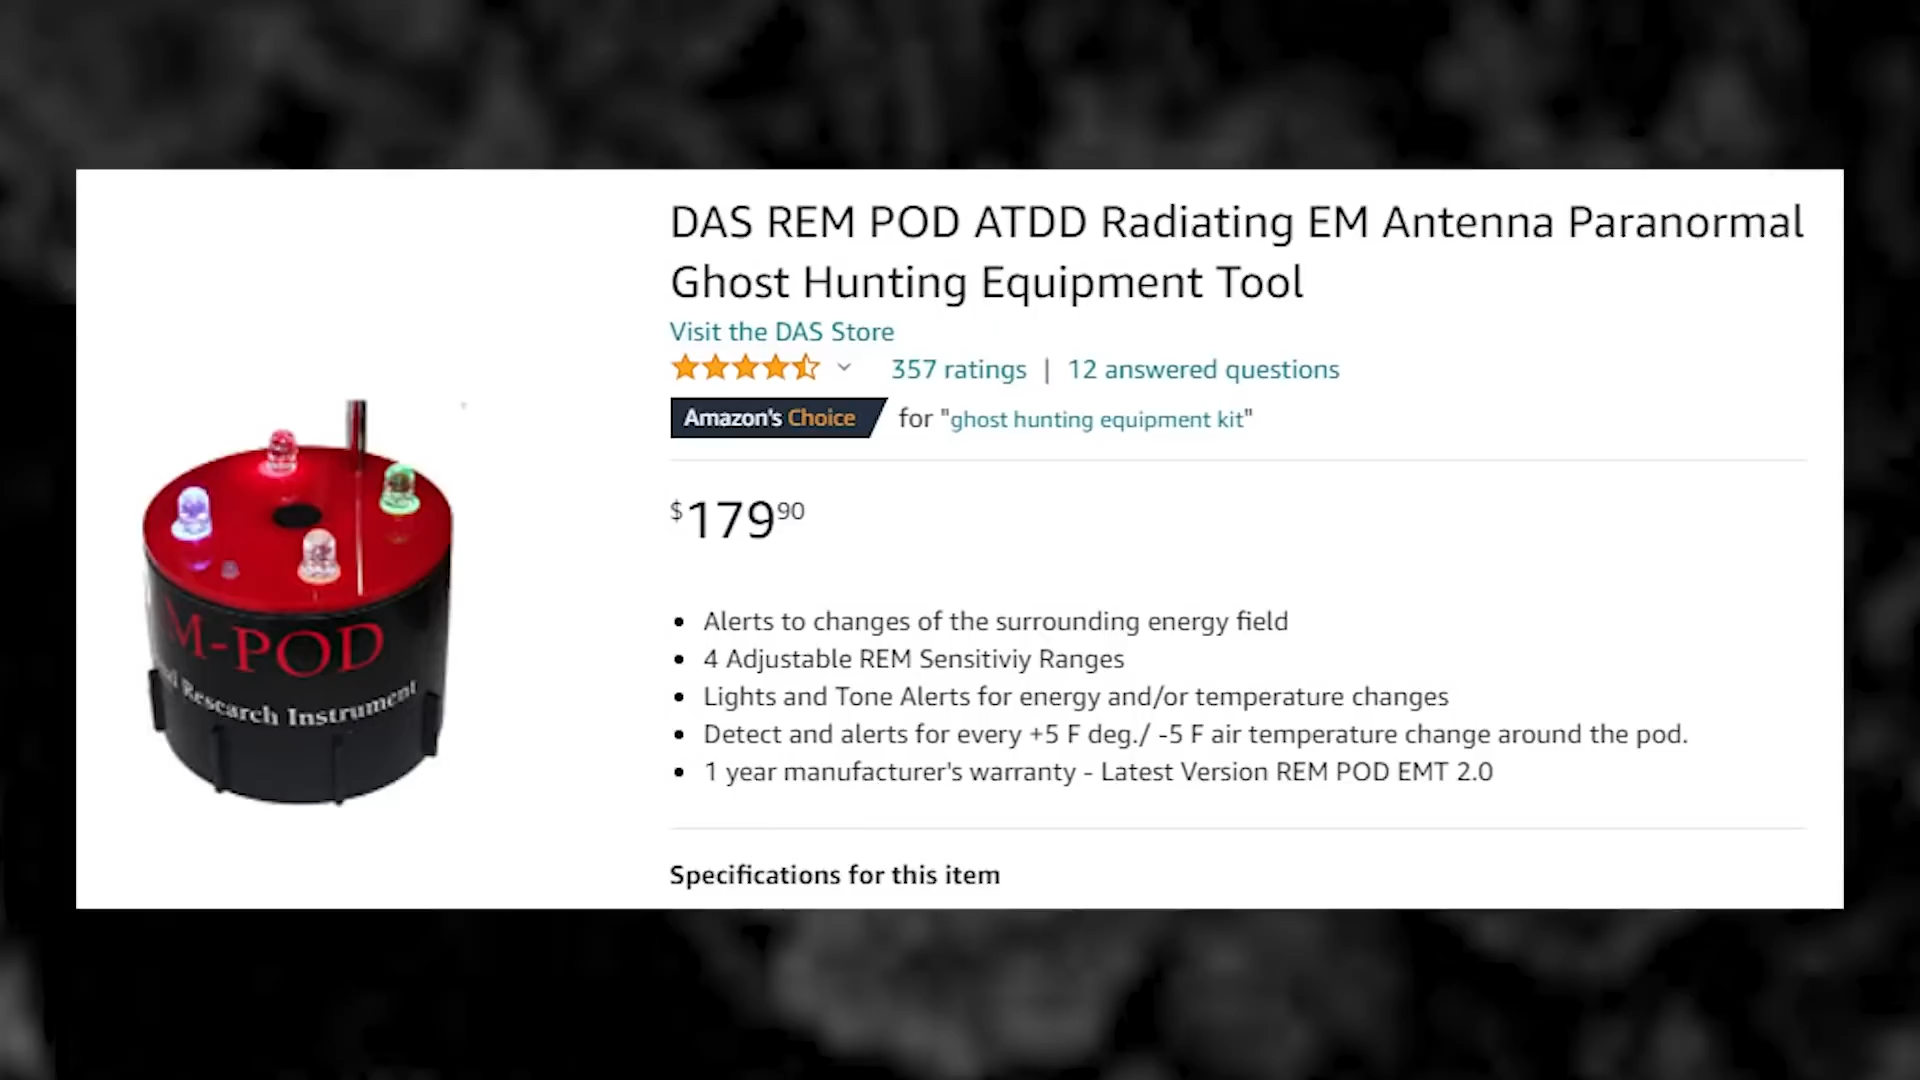 DAS REM POD ATDD Radiating EM Antenna Paranormal
Ghost Hunting Equipment Tool
Visit the DAS Store
357 ratings | 12 answered questions
Amazon's Choice for "ghost hunting equipment kit"
$179 90
• Alerts to changes of the surrounding energy field
• 4 Adjustable REM Sensitiviy Ranges
• Lights and Tone Alerts for energy and/or temperature changes
• Detect and alerts for every +5 F deg./ -5 F air temperature change around the pod.
• 1 year manufacturer's warranty - Latest Version REM POD EMT 2.0
Specifications for this item
M-POD
Research Instrument